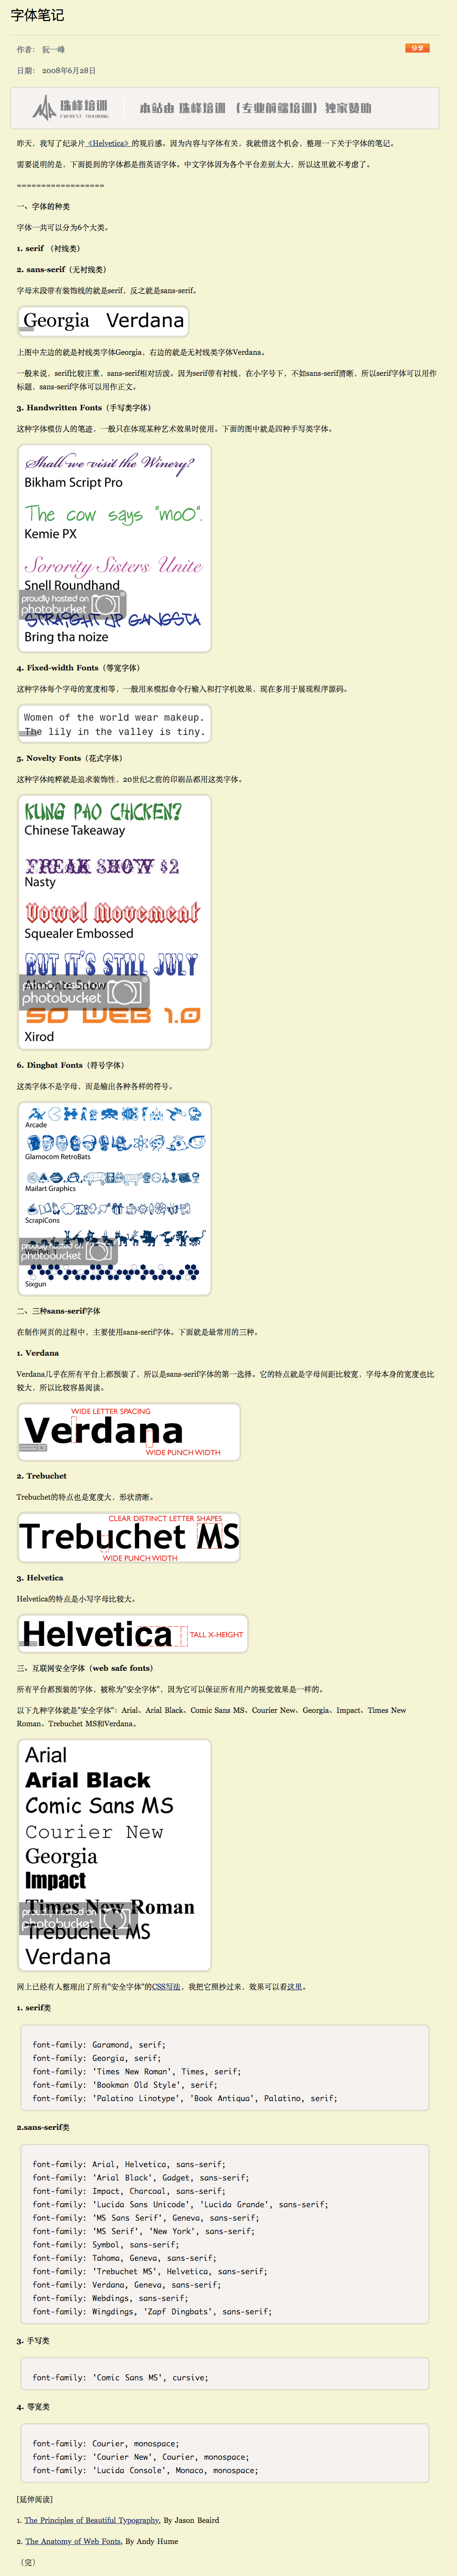 字体笔记
作者： 阮一峰
分享
日期： 2008年6月28日
珠峰培训 本站由 珠峰培训 （专业前端培训）独家赞助
EVEREST TRAINING
昨天，我写了纪录片《Helvetica》的观后感。因为内容与字体有关，我就借这个机会，整理一下关于字体的笔记。
需要说明的是，下面提到的字体都是指英语字体。中文字体因为各个平台差别太大，所以这里就不考虑了。
==================
一、字体的种类
字体一共可以分为6个大类。
1. serif （衬线类）
2. sans-serif（无衬线类）
字母末段带有装饰线的就是serif，反之就是sans-serif。
Georgia Verdana
上图中左边的就是衬线类字体Georgia，右边的就是无衬线类字体Verdana。
一般来说，serif比较庄重，sans-serif相对活泼。因为serif带有衬线，在小字号下，不如sans-serif清晰，所以serif字体可以用作
标题，sans-serif字体可以用作正文。
3. Handwritten Fonts（手写类字体）
这种字体模仿人的笔迹，一般只在体现某种艺术效果时使用。下面的图中就是四种手写类字体。
Shall we visit the Winery?
Bikham Script Pro
The cow says "moO".
Kemie PX
Sorority Sisters Unite
Snell Roundhand
proudly hosted on
photobucket
STRAIGHT UP GANGSTA
Bring tha noize
4. Fixed-width Fonts（等宽字体）
这种字体每个字母的宽度相等，一般用来模拟命令行输入和打字机效果，现在多用于展现程序源码。
Women of the world wear makeup.
The lily in the valley is tiny.
5. Novelty Fonts（花式字体）
这种字体纯粹就是追求装饰性，20世纪之前的印刷品都用这类字体。
KUNG PAO CHICKEN?
Chinese Takeaway
FREAK SHOW $2
Nasty
Vowel Movement
Squealer Embossed
BUT IT'S STILL JULY
Almonte Snow
photobucket
SO WEB 1.0
Xirod
6. Dingbat Fonts（符号字体）
这类字体不是字母，而是输出各种各样的符号。
Arcade
Glamocom RetroBats
Mailart Graphics
ScrapiCons
proudly hosted on
photobucket
Sixgun
二、三种sans-serif字体
在制作网页的过程中，主要使用sans-serif字体。下面就是最常用的三种。
1. Verdana
Verdana几乎在所有平台上都预装了，所以是sans-serif字体的第一选择。它的特点就是字母间距比较宽，字母本身的宽度也比
较大，所以比较容易阅读。
WIDE LETTER SPACING
Verdana
WIDE PUNCH WIDTH
2. Trebuchet
Trebuchet的特点也是宽度大，形状清晰。
CLEAR DISTINCT LETTER SHAPES
Trebuchet MS
WIDE PUNCH WIDTH
3. Helvetica
Helvetica的特点是小写字母比较大。
Helvetica TALL X-HEIGHT
三、互联网安全字体（web safe fonts）
所有平台都预装的字体，被称为"安全字体"，因为它可以保证所有用户的视觉效果是一样的。
以下九种字体就是"安全字体"：Arial、Arial Black、Comic Sans MS、Courier New、Georgia、Impact、Times New
Roman、Trebuchet MS和Verdana。
Arial
Arial Black
Comic Sans MS
Courier New
Georgia
Impact
Times New Roman
proudly hosted on
photobucket
Trebuchet MS
Verdana
网上已经有人整理出了所有"安全字体"的CSS写法，我把它照抄过来，效果可以看这里。
1. serif类
font-family: Garamond, serif;
font-family: Georgia, serif;
font-family: 'Times New Roman', Times, serif;
font-family: 'Bookman Old Style', serif;
font-family: 'Palatino Linotype', 'Book Antiqua', Palatino, serif;
2.sans-serif类
font-family: Arial, Helvetica, sans-serif;
font-family: 'Arial Black', Gadget, sans-serif;
font-family: Impact, Charcoal, sans-serif;
font-family: 'Lucida Sans Unicode', 'Lucida Grande', sans-serif;
font-family: 'MS Sans Serif', Geneva, sans-serif;
font-family: 'MS Serif', 'New York', sans-serif;
font-family: Symbol, sans-serif;
font-family: Tahoma, Geneva, sans-serif;
font-family: 'Trebuchet MS', Helvetica, sans-serif;
font-family: Verdana, Geneva, sans-serif;
font-family: Webdings, sans-serif;
font-family: Wingdings, 'Zapf Dingbats', sans-serif;
3. 手写类
font-family: 'Comic Sans MS', cursive;
4. 等宽类
font-family: Courier, monospace;
font-family: 'Courier New', Courier, monospace;
font-family: 'Lucida Console', Monaco, monospace;
[延伸阅读]
1. The Principles of Beautiful Typography, By Jason Beaird
2. The Anatomy of Web Fonts, By Andy Hume
（完）